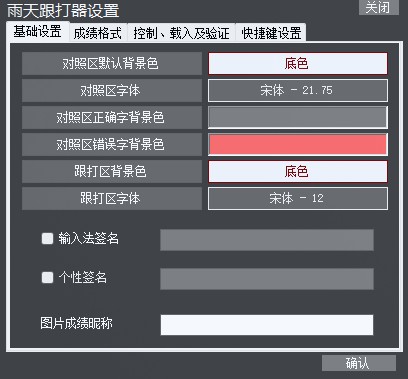 雨天跟打器设置
关闭
基础设置 成绩格式 控制、载入及验证 快捷键设置
对照区默认背景色 底色
对照区字体 宋体 - 21.75
对照区正确字背景色
对照区错误字背景色
跟打区背景色 底色
跟打区字体 宋体 - 12
输入法签名
个性签名
图片成绩昵称
确认